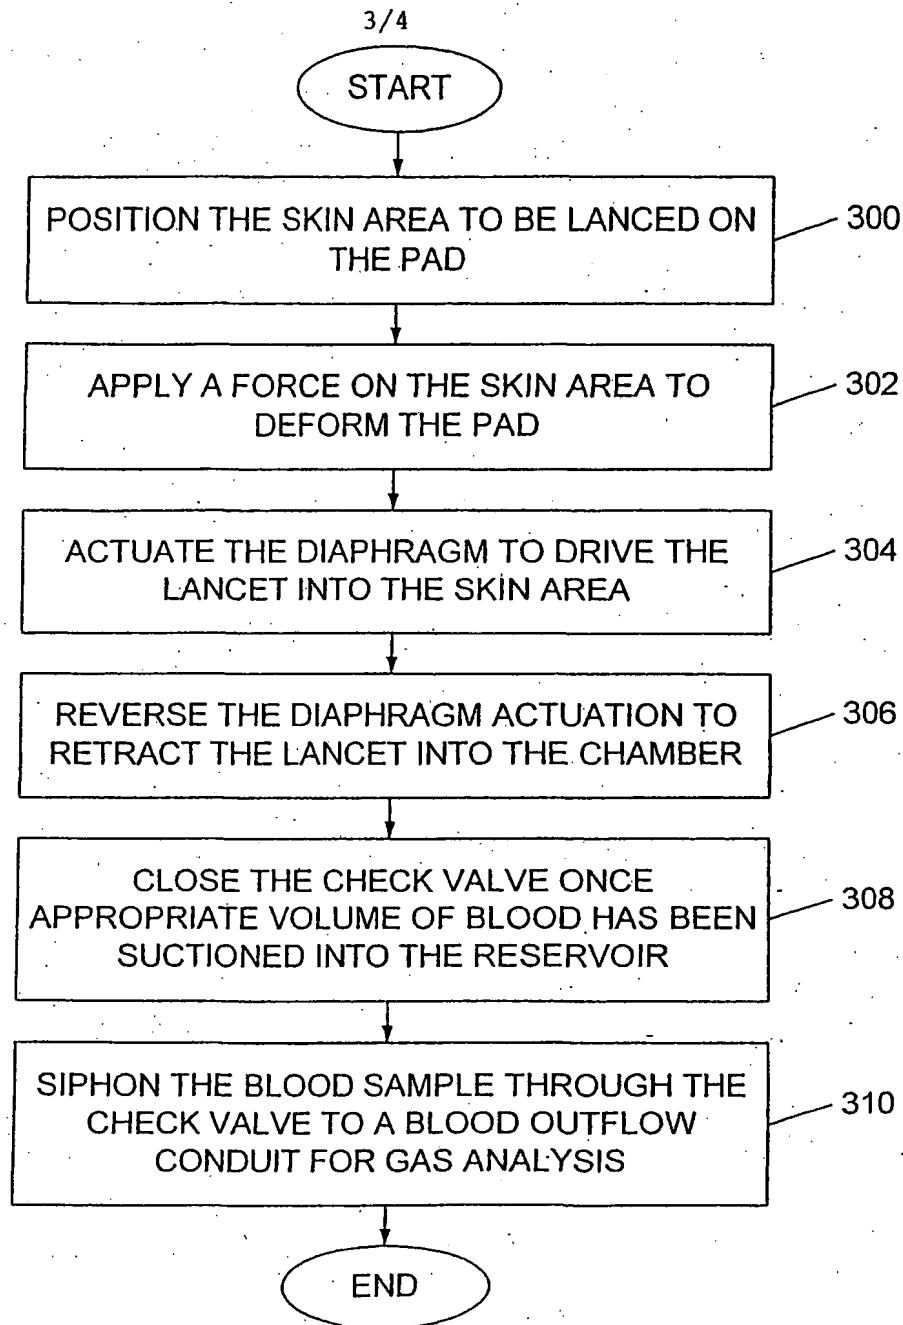 3/4
START
POSITION THE SKIN AREA TO BE LANCED ON
THE PAD
300
APPLY A FORCE ON THE SKIN AREA TO
DEFORM THE PAD
302
ACTUATE THE DIAPHRAGM TO DRIVE THE
LANCET INTO THE SKIN AREA
304
REVERSE THE DIAPHRAGM ACTUATION TO
RETRACT THE LANCET INTO THE CHAMBER
306
CLOSE THE CHECK VALVE ONCE
APPROPRIATE VOLUME OF BLOOD HAS BEEN
SUCTIONED INTO THE RESERVOIR
308
SIPHON THE BLOOD SAMPLE THROUGH THE
CHECK VALVE TO A BLOOD OUTFLOW
CONDUIT FOR GAS ANALYSIS
310
END